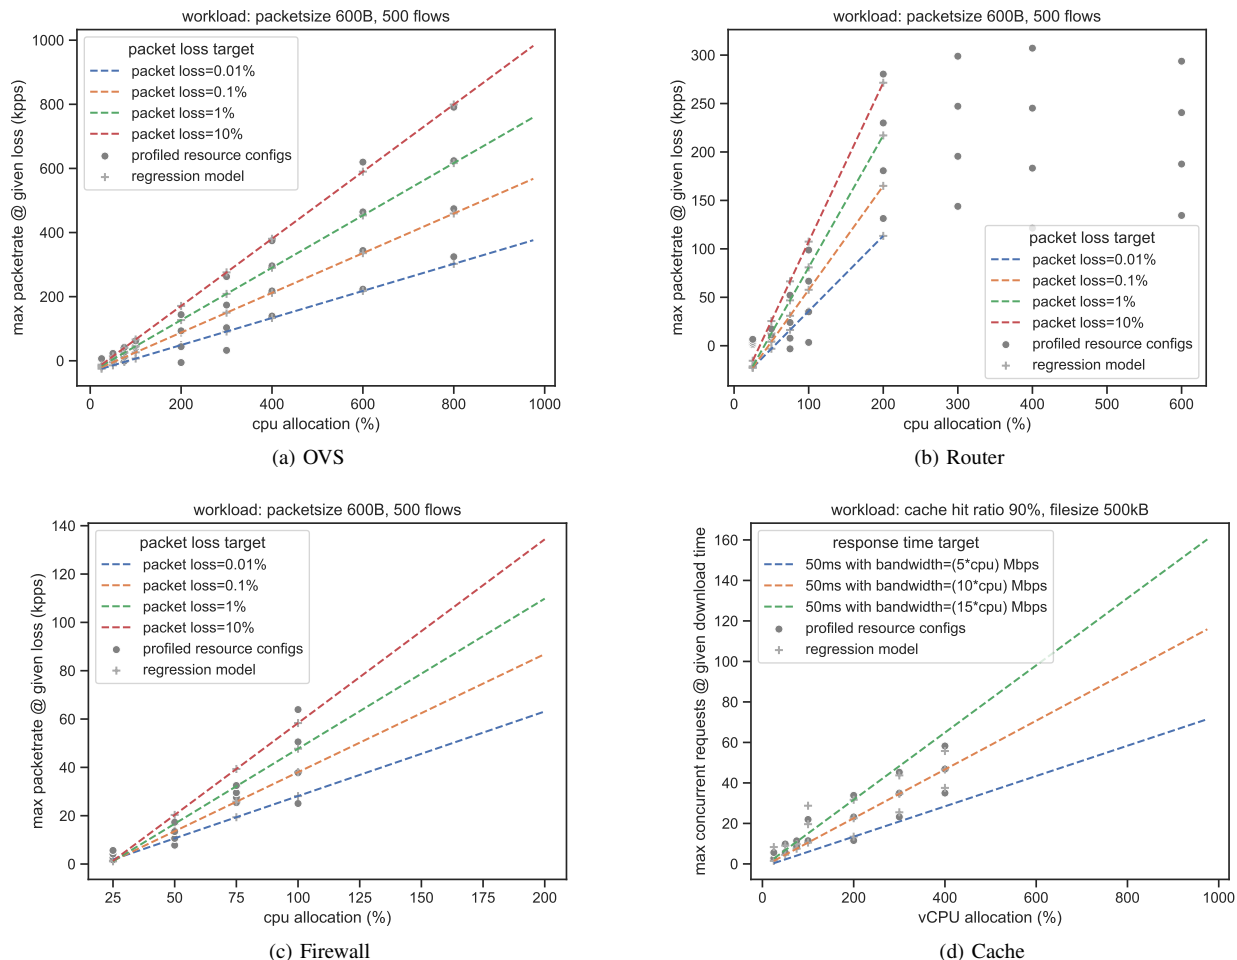 workload: packetsize 600B, 500 flows
max packetrate @ given loss (kpps)
1000
800
600
400
200
0
packet loss target
packet loss=0.01%
packet loss=0.1%
packet loss=1%
packet loss=10%
profiled resource configs
regression model
0 200 400 600 800 1000
cpu allocation (%)
(a) OVS
workload: packetsize 600B, 500 flows
max packetrate @ given loss (kpps)
300
250
200
150
100
50
0
packet loss target
packet loss=0.01%
packet loss=0.1%
packet loss=1%
packet loss=10%
profiled resource configs
regression model
0 100 200 300 400 500 600
cpu allocation (%)
(b) Router
workload: packetsize 600B, 500 flows
max packetrate @ given loss (kpps)
140
120
100
80
60
40
20
0
packet loss target
packet loss=0.01%
packet loss=0.1%
packet loss=1%
packet loss=10%
profiled resource configs
regression model
25 50 75 100 125 150 175 200
cpu allocation (%)
(c) Firewall
workload: cache hit ratio 90%, filesize 500kB
max concurrent requests @ given download time
160
140
120
100
80
60
40
20
0
response time target
50ms with bandwidth=(5*cpu) Mbps
50ms with bandwidth=(10*cpu) Mbps
50ms with bandwidth=(15*cpu) Mbps
profiled resource configs
regression model
0 200 400 600 800 1000
vCPU allocation (%)
(d) Cache